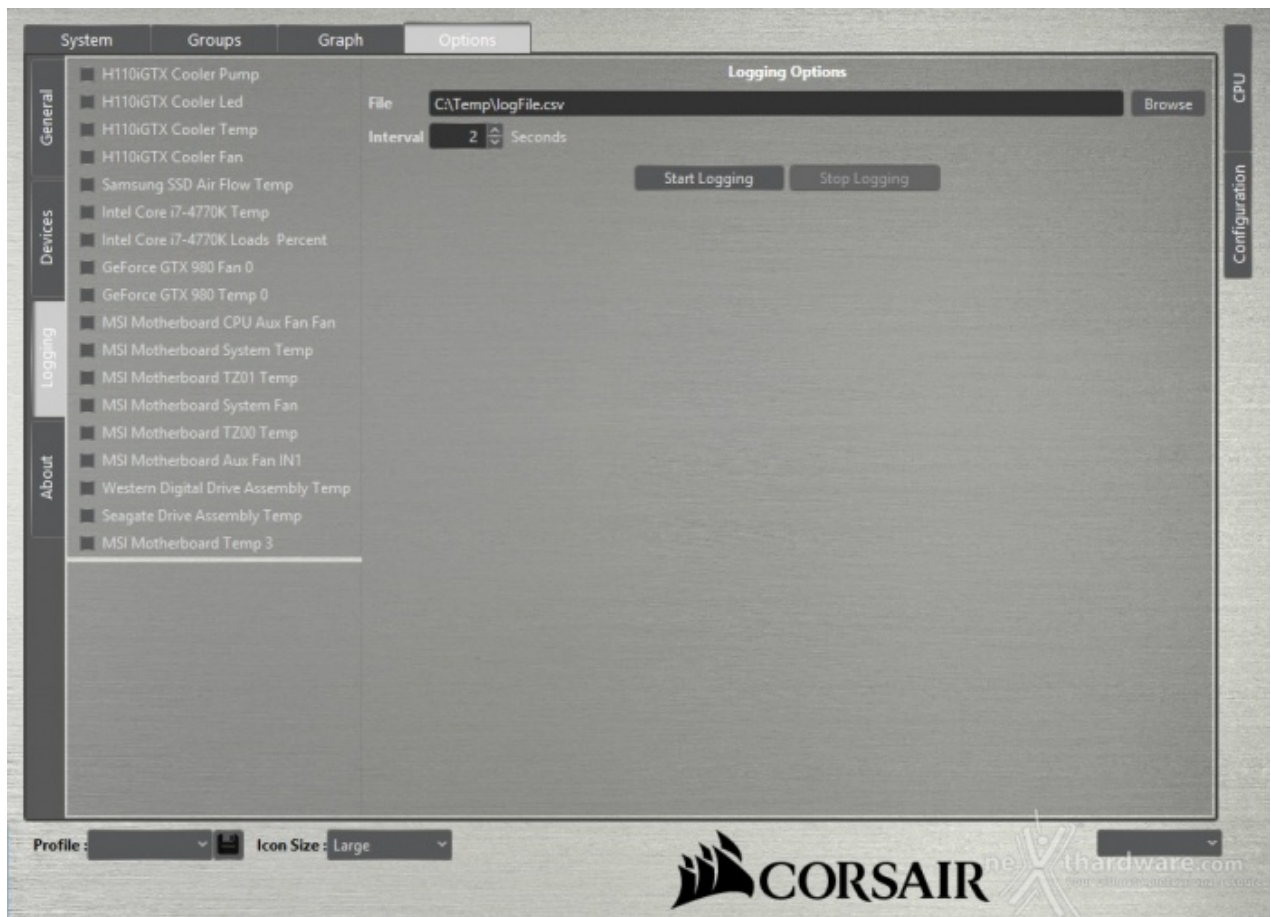 System Groups Graph Options
General
Devices
Logging
About
H110iGTX Cooler Pump
H110iGTX Cooler Led
H110iGTX Cooler Temp
H110iGTX Cooler Fan
Samsung SSD Air Flow Temp
Intel Core i7-4770K Temp
Intel Core i7-4770K Loads Percent
GeForce GTX 980 Fan 0
GeForce GTX 980 Temp 0
MSI Motherboard CPU Aux Fan Fan
MSI Motherboard System Temp
MSI Motherboard TZ01 Temp
MSI Motherboard System Fan
MSI Motherboard TZ00 Temp
MSI Motherboard Aux Fan IN1
Western Digital Drive Assembly Temp
Seagate Drive Assembly Temp
MSI Motherboard Temp 3
Logging Options
File C:\Temp\logFile.csv Browse
Interval 2 Seconds
Start Logging Stop Logging
CPU
Configuration
Profile : Icon Size : Large
CORSAIR
nexthardware.com
your ultimate professional resource